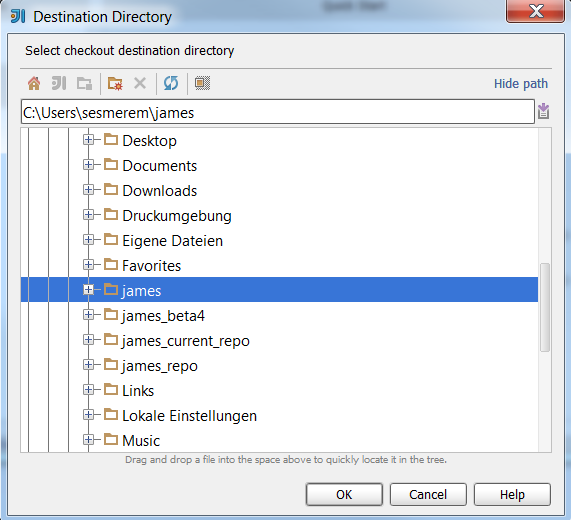 Quick Start
Destination Directory
Select checkout destination directory
Hide path
C:\Users\sesmerem\james
Desktop
Documents
Downloads
Druckumgebung
Eigene Dateien
Favorites
james
james_beta4
james_current_repo
james_repo
Links
Lokale Einstellungen
Music
Drag and drop a file into the space above to quickly locate it in the tree.
OK
Cancel
Help